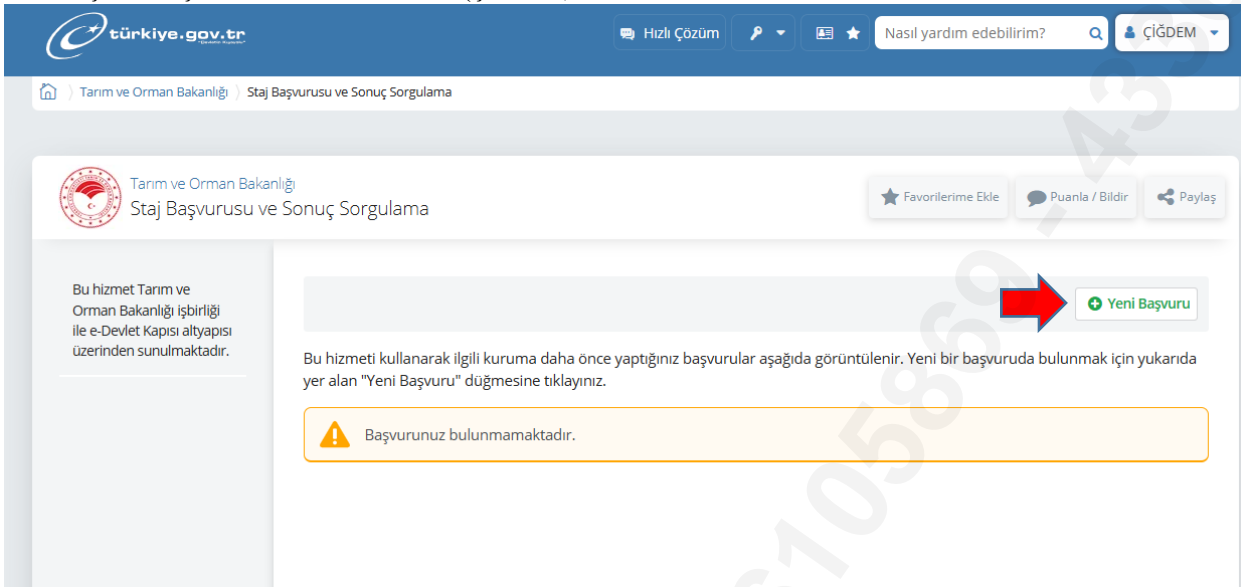 türkiye.gov.tr
Hızlı Çözüm
Nasıl yardım edebilirim?
ÇİĞDEM
Tarım ve Orman Bakanlığı
Staj Başvurusu ve Sonuç Sorgulama
Tarım ve Orman Bakanlığı
Staj Başvurusu ve Sonuç Sorgulama
Favorilerime Ekle
Puanla / Bildir
Paylaş
Bu hizmet Tarım ve
Orman Bakanlığı işbirliği
ile e-Devlet Kapısı altyapısı
üzerinden sunulmaktadır.
Yeni Başvuru
Bu hizmeti kullanarak ilgili kuruma daha önce yaptığınız başvurular aşağıda görüntülenir. Yeni bir başvuruda bulunmak için yukarıda
yer alan "Yeni Başvuru" düğmesine tıklayınız.
Başvurunuz bulunmamaktadır.